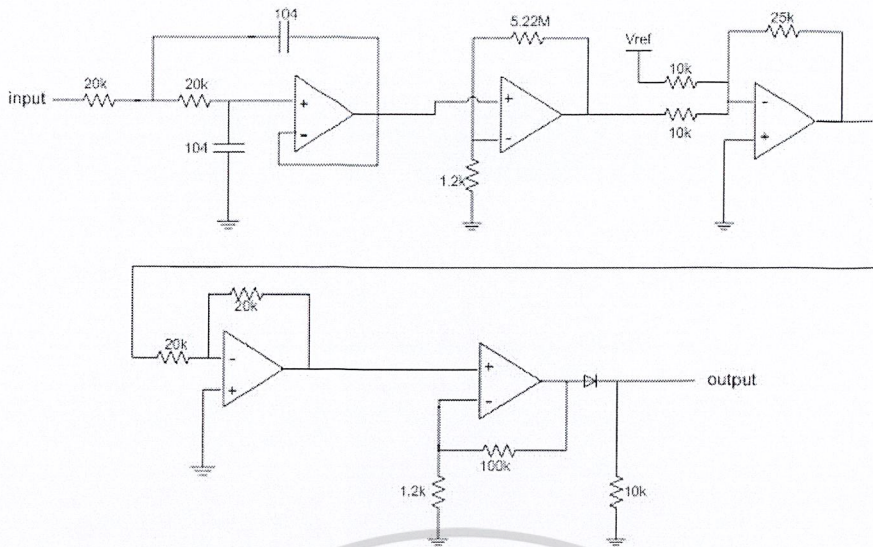 104
5.22M
25k
Vref
20k
20k
10k
input
+
-
+
-
-
+
10k
104
1.2k
20k
20k
-
+
+
-
output
100k
1.2k
10k